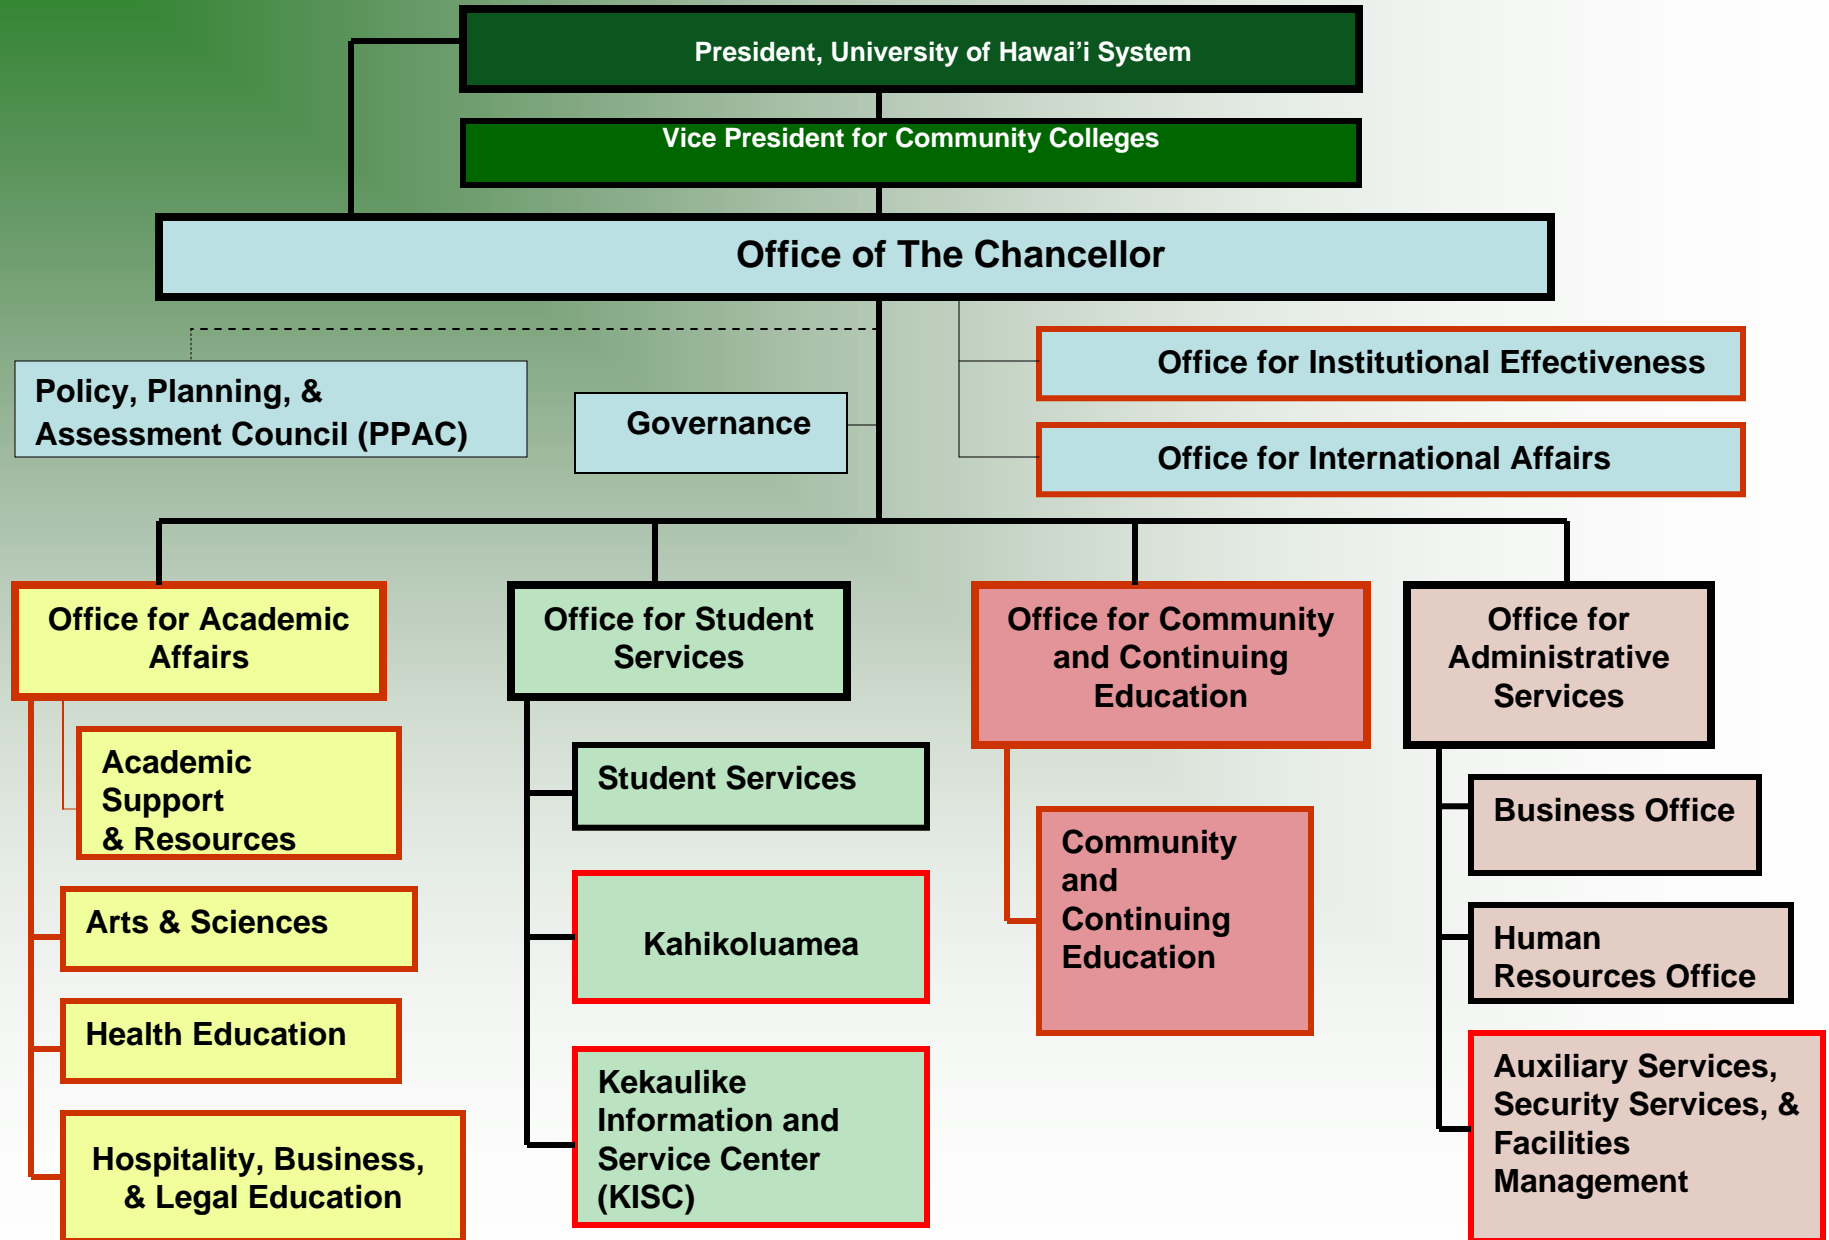 President, University of Hawai’i System
Vice President for Community Colleges
Office of The Chancellor
Policy, Planning, &
Assessment Council (PPAC)
Governance
Office for Institutional Effectiveness
Office for International Affairs
Office for Academic
Affairs
Academic
Support
& Resources
Arts & Sciences
Health Education
Hospitality, Business,
& Legal Education
Office for Student
Services
Student Services
Kahikoluamea
Kekaulike
Information and
Service Center
(KISC)
Office for Community
and Continuing
Education
Community
and
Continuing
Education
Office for
Administrative
Services
Business Office
Human
Resources Office
Auxiliary Services,
Security Services, &
Facilities
Management